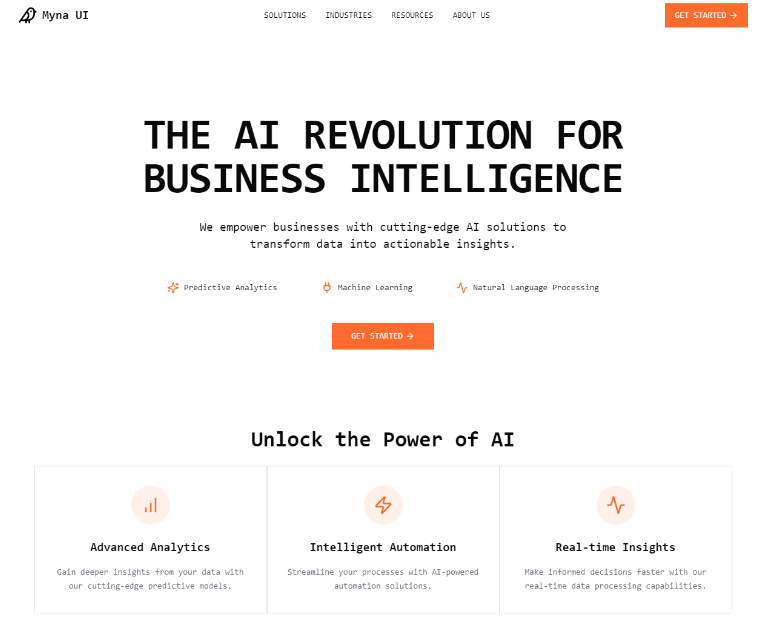 Myna UI
SOLUTIONS
INDUSTRIES
RESOURCES
ABOUT US
GET STARTED →
THE AI REVOLUTION FOR
BUSINESS INTELLIGENCE
We empower businesses with cutting-edge AI solutions to
transform data into actionable insights.
Predictive Analytics
Machine Learning
Natural Language Processing
GET STARTED →
Unlock the Power of AI
Advanced Analytics
Gain deeper insights from your data with
our cutting-edge predictive models.
Intelligent Automation
Streamline your processes with AI-powered
automation solutions.
Real-time Insights
Make informed decisions faster with our
real-time data processing capabilities.